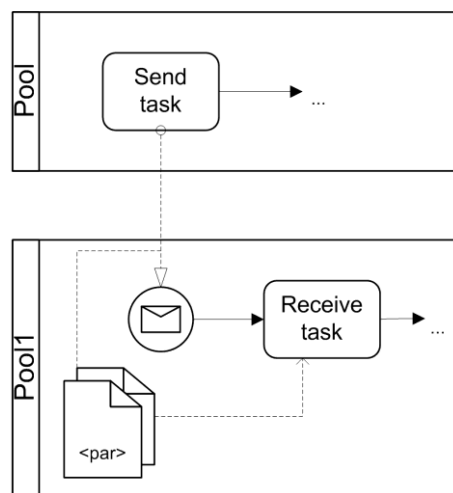 Pool
Send
task
...
Pool1
Receive
task
...
<par>